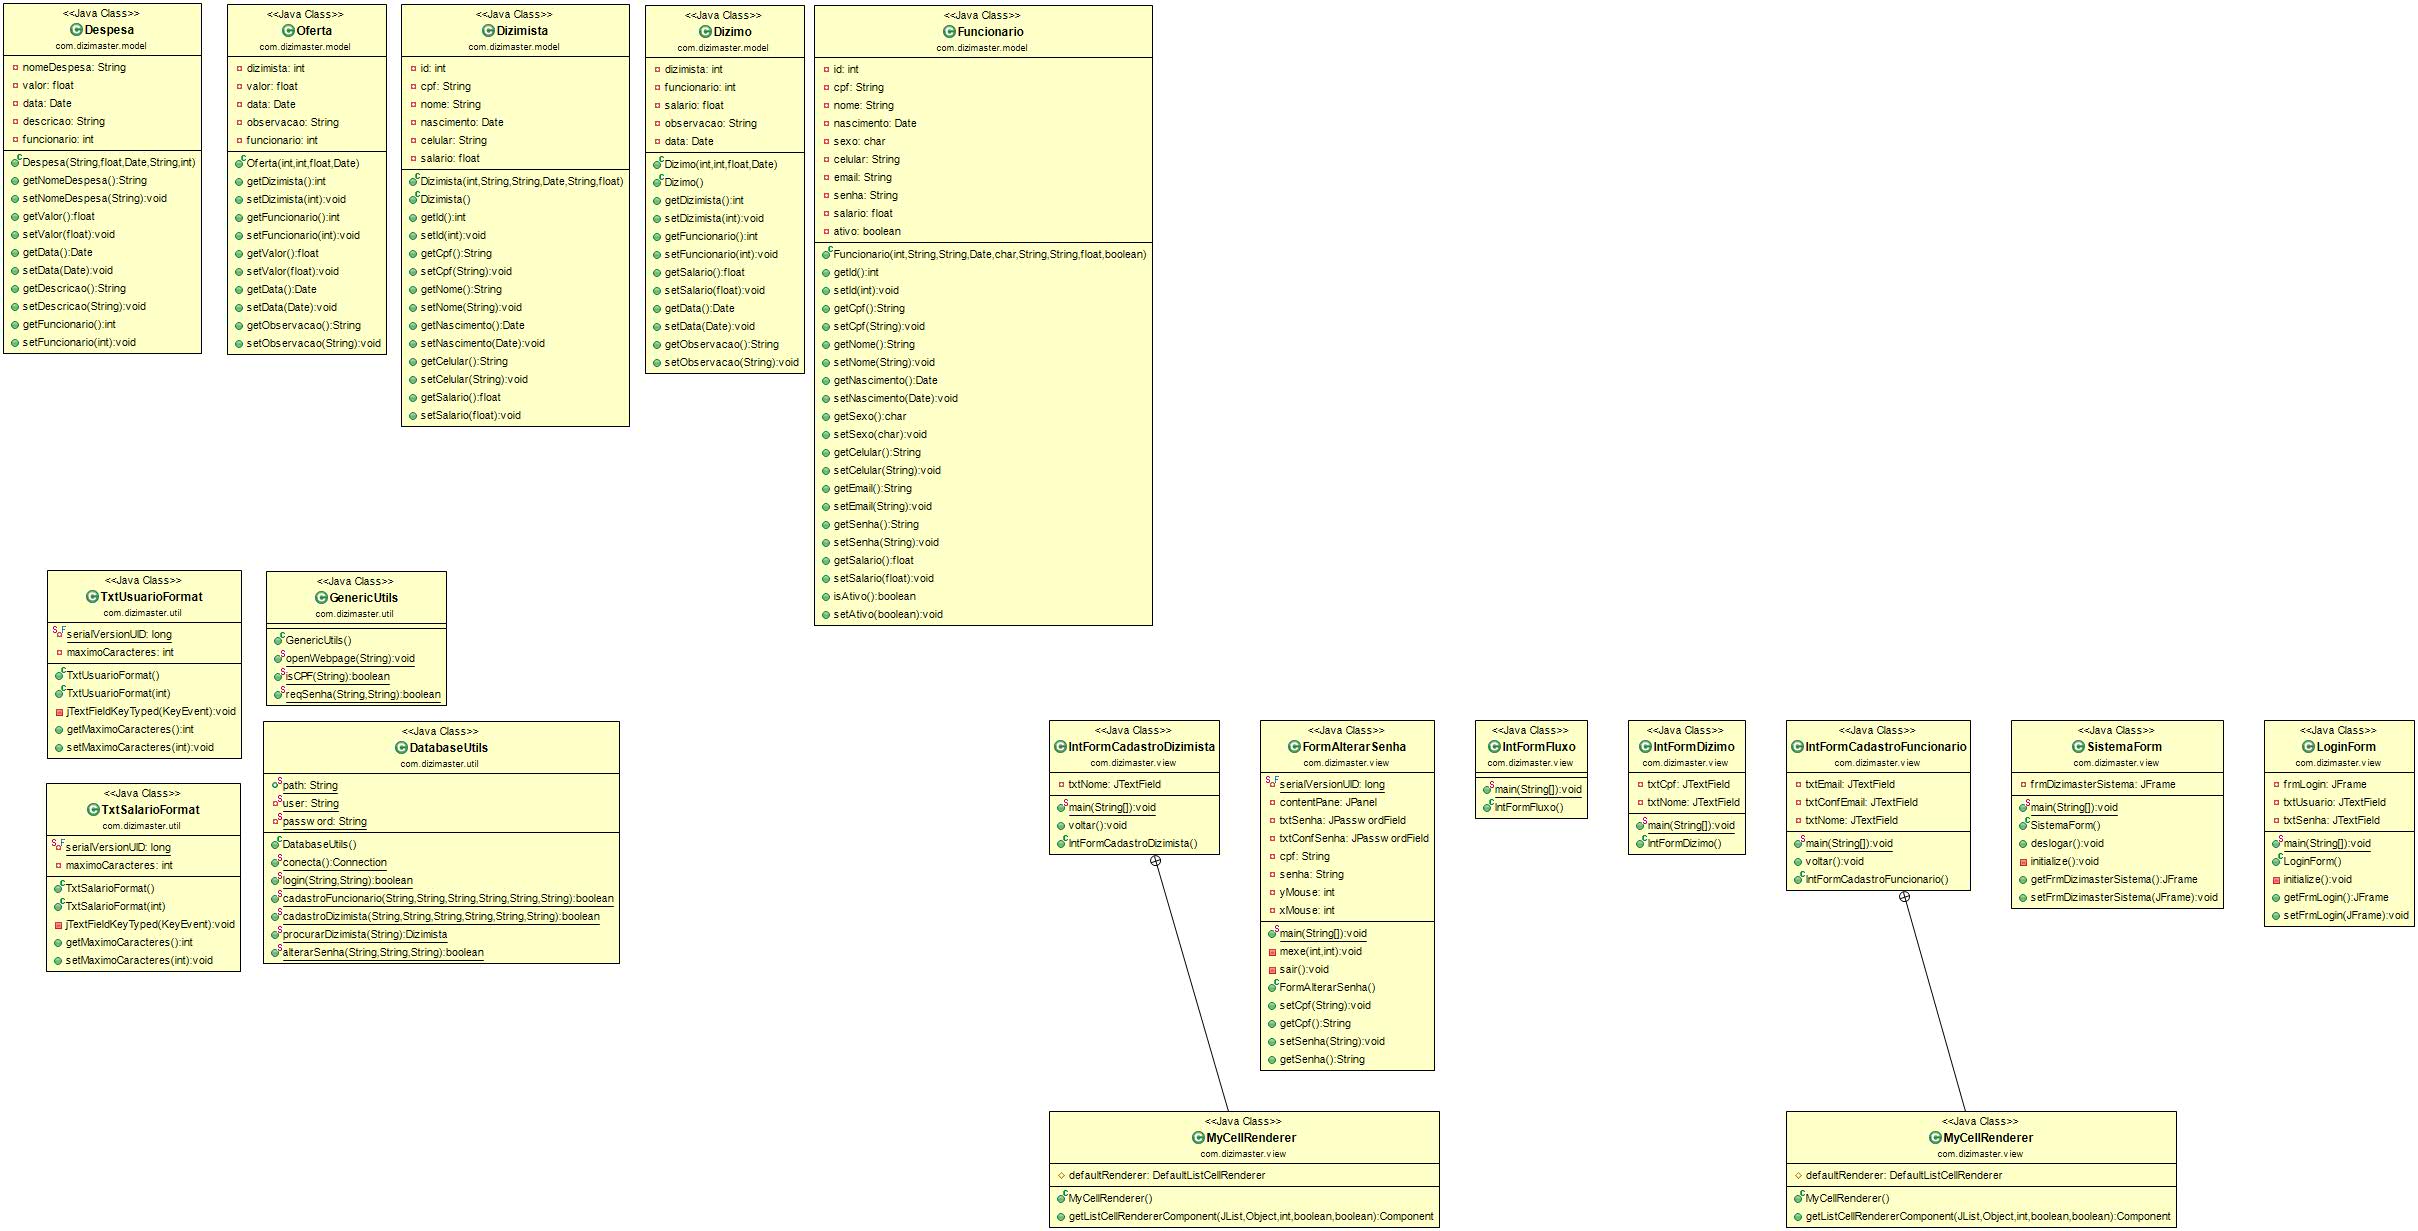 <<Java Class>>
Despesa
com.dizimaster.model
nomeDespesa: String
valor: float
data: Date
descricao: String
funcionario: int
Despesa(String,float,Date,String,int)
getNomeDespesa():String
setNomeDespesa(String):void
getValor():float
setValor(float):void
getData():Date
setData(Date):void
getDescricao():String
setDescricao(String):void
getFuncionario():int
setFuncionario(int):void
<<Java Class>>
Oferta
com.dizimaster.model
dizimista: int
valor: float
data: Date
observacao: String
funcionario: int
Oferta(int,int,float,Date)
getDizimista():int
setDizimista(int):void
getFuncionario():int
setFuncionario(int):void
getValor():float
setValor(float):void
getData():Date
setData(Date):void
getObservacao():String
setObservacao(String):void
<<Java Class>>
Dizimista
com.dizimaster.model
id: int
cpf: String
nome: String
nascimento: Date
celular: String
salario: float
Dizimista(int,String,String,Date,String,float)
Dizimista()
getId():int
setId(int):void
getCpf():String
setCpf(String):void
getNome():String
setNome(String):void
getNascimento():Date
setNascimento(Date):void
getCelular():String
setCelular(String):void
getSalario():float
setSalario(float):void
<<Java Class>>
Dizimo
com.dizimaster.model
dizimista: int
funcionario: int
salario: float
observacao: String
data: Date
Dizimo(int,int,float,Date)
Dizimo()
getDizimista():int
setDizimista(int):void
getFuncionario():int
setFuncionario(int):void
getSalario():float
setSalario(float):void
getData():Date
setData(Date):void
getObservacao():String
setObservacao(String):void
<<Java Class>>
Funcionario
com.dizimaster.model
id: int
cpf: String
nome: String
nascimento: Date
sexo: char
celular: String
email: String
senha: String
salario: float
ativo: boolean
Funcionario(int,String,String,Date,char,String,String,float,boolean)
getId():int
setId(int):void
getCpf():String
setCpf(String):void
getNome():String
setNome(String):void
getNascimento():Date
setNascimento(Date):void
getSexo():char
setSexo(char):void
getCelular():String
setCelular(String):void
getEmail():String
setEmail(String):void
getSenha():String
setSenha(String):void
getSalario():float
setSalario(float):void
isAtivo():boolean
setAtivo(boolean):void
<<Java Class>>
TxtUsuarioFormat
com.dizimaster.util
serialVersionUID: long
maximoCaracteres: int
TxtUsuarioFormat()
TxtUsuarioFormat(int)
jTextFieldKeyTyped(KeyEvent):void
getMaximoCaracteres():int
setMaximoCaracteres(int):void
<<Java Class>>
GenericUtils
com.dizimaster.util
GenericUtils()
openWebpage(String):void
isCPF(String):boolean
reqSenha(String,String):boolean
<<Java Class>>
TxtSalarioFormat
com.dizimaster.util
serialVersionUID: long
maximoCaracteres: int
TxtSalarioFormat()
TxtSalarioFormat(int)
jTextFieldKeyTyped(KeyEvent):void
getMaximoCaracteres():int
setMaximoCaracteres(int):void
<<Java Class>>
DatabaseUtils
com.dizimaster.util
path: String
user: String
password: String
DatabaseUtils()
conecta():Connection
login(String,String):boolean
cadastroFuncionario(String,String,String,String,String,String):boolean
cadastroDizimista(String,String,String,String,String,String):boolean
procurarDizimista(String):Dizimista
alterarSenha(String,String,String):boolean
<<Java Class>>
IntFormCadastroDizimista
com.dizimaster.view
txtNome: JTextField
main(String[]):void
voltar():void
IntFormCadastroDizimista()
<<Java Class>>
FormAlterarSenha
com.dizimaster.view
serialVersionUID: long
contentPane: JPanel
txtSenha: JPasswordField
txtConfSenha: JPasswordField
cpf: String
senha: String
yMouse: int
xMouse: int
main(String[]):void
mexe(int,int):void
sair():void
FormAlterarSenha()
setCpf(String):void
getCpf():String
setSenha(String):void
getSenha():String
<<Java Class>>
IntFormFluxo
com.dizimaster.view
main(String[]):void
IntFormFluxo()
<<Java Class>>
IntFormDizimo
com.dizimaster.view
txtCpf: JTextField
txtNome: JTextField
main(String[]):void
IntFormDizimo()
<<Java Class>>
IntFormCadastroFuncionario
com.dizimaster.view
txtEmail: JTextField
txtConfEmail: JTextField
txtNome: JTextField
main(String[]):void
voltar():void
IntFormCadastroFuncionario()
<<Java Class>>
SistemaForm
com.dizimaster.view
frmDizimasterSistema: JFrame
main(String[]):void
SistemaForm()
deslogar():void
initialize():void
getFrmDizimasterSistema():JFrame
setFrmDizimasterSistema(JFrame):void
<<Java Class>>
LoginForm
com.dizimaster.view
frmLogin: JFrame
txtUsuario: JTextField
txtSenha: JTextField
main(String[]):void
LoginForm()
initialize():void
getFrmLogin():JFrame
setFrmLogin(JFrame):void
<<Java Class>>
MyCellRenderer
com.dizimaster.view
defaultRenderer: DefaultListCellRenderer
MyCellRenderer()
getListCellRendererComponent(JList,Object,int,boolean,boolean):Component
<<Java Class>>
MyCellRenderer
com.dizimaster.view
defaultRenderer: DefaultListCellRenderer
MyCellRenderer()
getListCellRendererComponent(JList,Object,int,boolean,boolean):Component